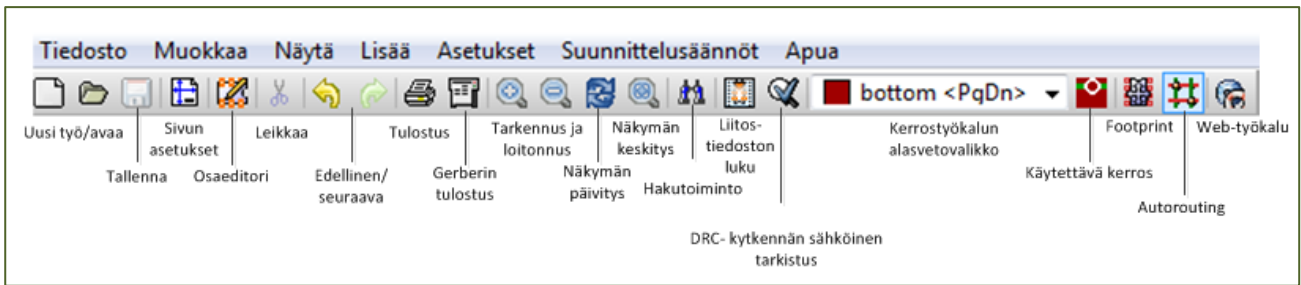 Tiedosto Muokkaa Näytä Lisää Asetukset Suunnittelusäännöt Apua
bottom <PgDn>
Uusi työ/avaa
Tallenna
Sivun
asetukset
Osaeditori
Leikkaa
Edellinen/
seuraava
Tulostus
Gerberin
tulostus
Tarkennus ja
loitonnus
Näkymän
päivitys
Näkymän
keskitys
Hakutoiminto
Liitos-
tiedoston
luku
DRC- kytkennän sähköinen
tarkistus
Kerrostyökalun
alasvetovalikko
Käytettävä kerros
Footprint
Autorouting
Web-työkalu